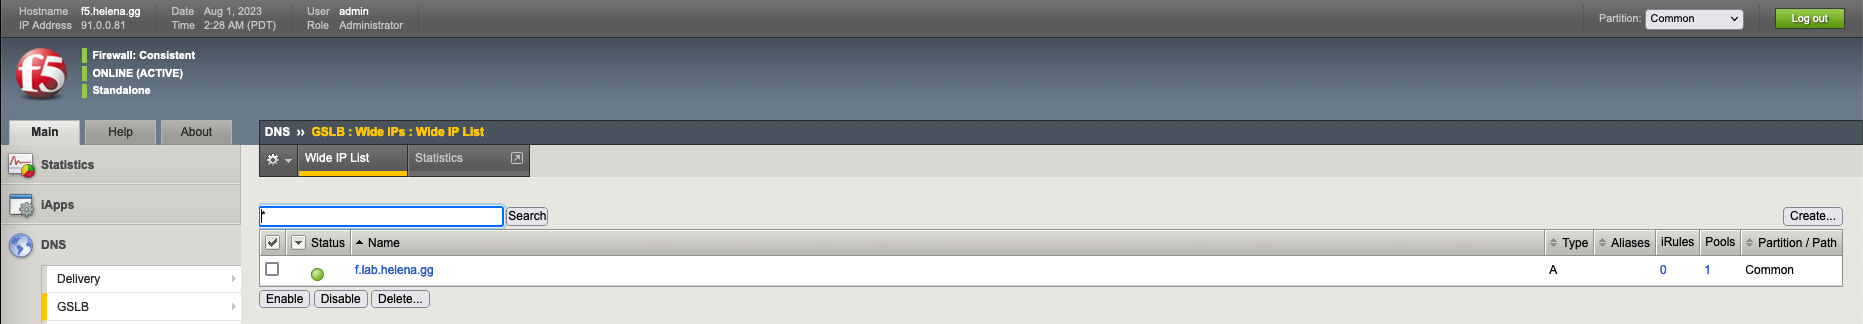 Hostname f5.helena.gg Date Aug 1, 2023 User admin
IP Address 91.0.0.81 Time 2:28 AM (PDT) Role Administrator
Partition: Common Log out
f5
Firewall: Consistent
ONLINE (ACTIVE)
Standalone
Main Help About
DNS ›› GSLB : Wide IPs : Wide IP List
Wide IP List Statistics
Statistics
iApps
DNS
Delivery
GSLB
* Search Create...
Status Name Type Aliases iRules Pools Partition / Path
f.lab.helena.gg A 0 1 Common
Enable Disable Delete...